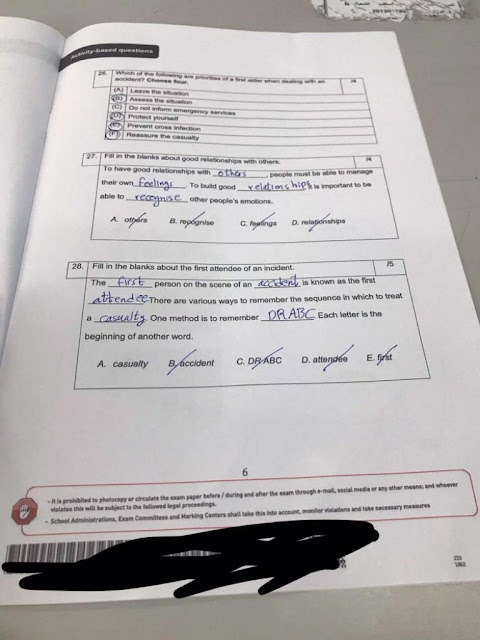 Activity-based questions
26. Which of the following are priorities of a first aider when dealing with an /4
accident? Choose four.
(A) Leave the situation
(B) Assess the situation
(C) Do not inform emergency services
(D) Protect yourself
(E) Prevent cross infection
(F) Reassure the casualty
27. Fill in the blanks about good relationships with others. /4
To have good relationships with others, people must be able to manage
their own feelings. To build good relationships is important to be
able to recognise other people's emotions.
A. others B. recognise C. feelings D. relationships
28. Fill in the blanks about the first attendee of an incident. /5
The first person on the scene of an accident is known as the first
attendee There are various ways to remember the sequence in which to treat
a casualty. One method is to remember DRABC Each letter is the
beginning of another word.
A. casualty B. accident C. DRABC D. attendee E. first
6
- It is prohibited to photocopy or circulate the exam paper before / during and after the exam through e-mail, social media or any other means; and whoever
violates this will be subject to the followed legal proceedings.
- School Administrations, Exam Committees and Marking Centers shall take this into account, monitor violations and take necessary measures